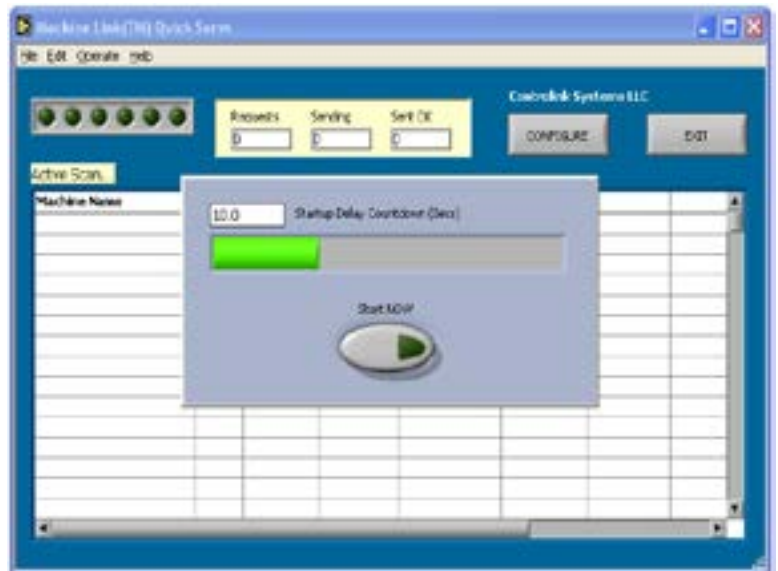 Machine Link(TM) Quick Serve
File Edit Operate Help
Controlink Systems LLC
Requests Sending Sent OK
0 0 0
CONFIGURE EXIT
Active Scan.
Machine Name
10.0 Startup Delay Countdown (Secs)
Start NOW